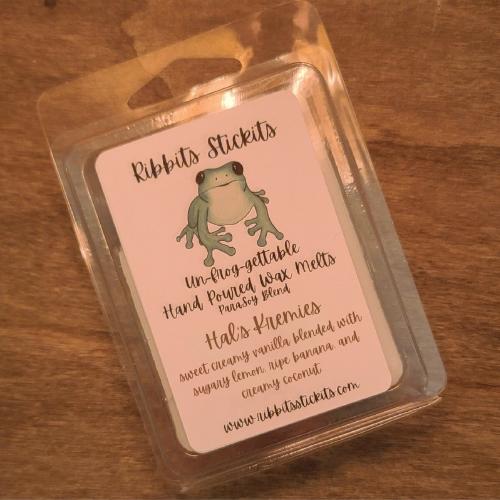 Ribbits Stickits
Un-frog-gettable
Hand Poured Wax Melts
ParaSoy Blend
Hal's Kremies
sweet creamy vanilla blended with
sugary lemon, ripe banana, and
creamy coconut
www.ribbitsstickits.com